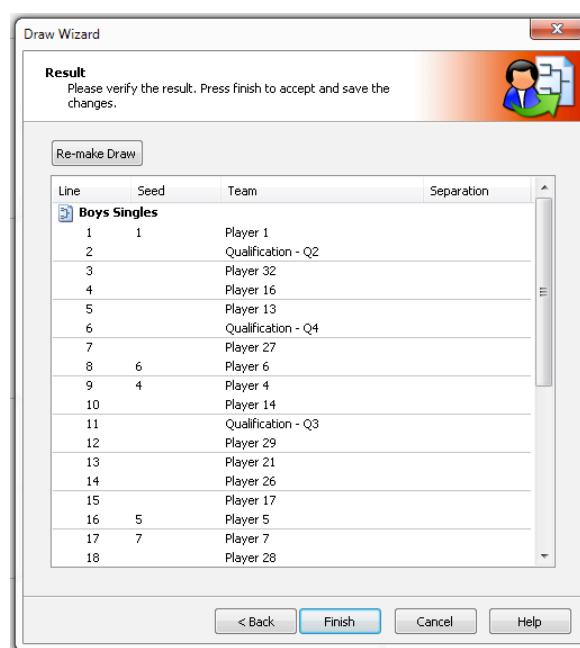 Draw Wizard
Result
Please verify the result. Press finish to accept and save the
changes.
Re-make Draw
Line Seed Team Separation
Boys Singles
1 1 Player 1
2 Qualification - Q2
3 Player 32
4 Player 16
5 Player 13
6 Qualification - Q4
7 Player 27
8 6 Player 6
9 4 Player 4
10 Player 14
11 Qualification - Q3
12 Player 29
13 Player 21
14 Player 26
15 Player 17
16 5 Player 5
17 7 Player 7
18 Player 28
< Back Finish Cancel Help